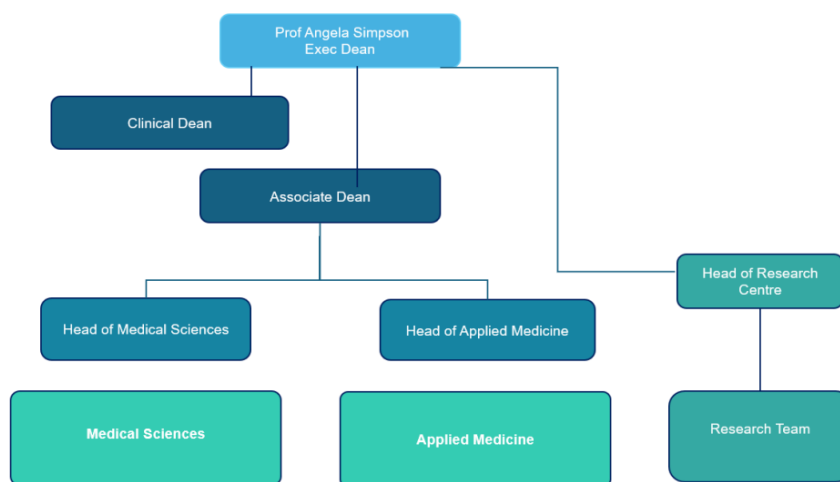 Prof Angela Simpson
Exec Dean
Clinical Dean
Associate Dean
Head of Research
Centre
Head of Medical Sciences
Head of Applied Medicine
Medical Sciences
Applied Medicine
Research Team